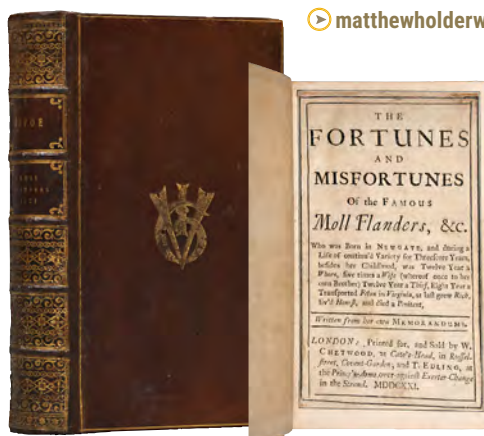 matthewholderw
THE
FORTUNES
AND
MISFORTUNES
Of the FAMOUS
Moll Flanders, &c.
Who was Born in NEWGATE, and during a
Life of continu'd Variety for Threescore Years,
besides her Childhood, was Twelve Year a
Whore, five times a Wife (whereof once to her
own Brother) Twelve Year a Thief, Eight Year a
Transported Felon in Virginia, at last grew Rich,
liv'd Honest, and died a Penitent,
Written from her own MEMORANDUMS.
LONDON: Printed for, and Sold by W.
CHETWOOD, at Cato's-Head, in Russel-
street, Covent-Garden; and T. EDLING, at
the Prince's-Arms, over-against Exeter-Change
in the Strand. MDDCXXI.